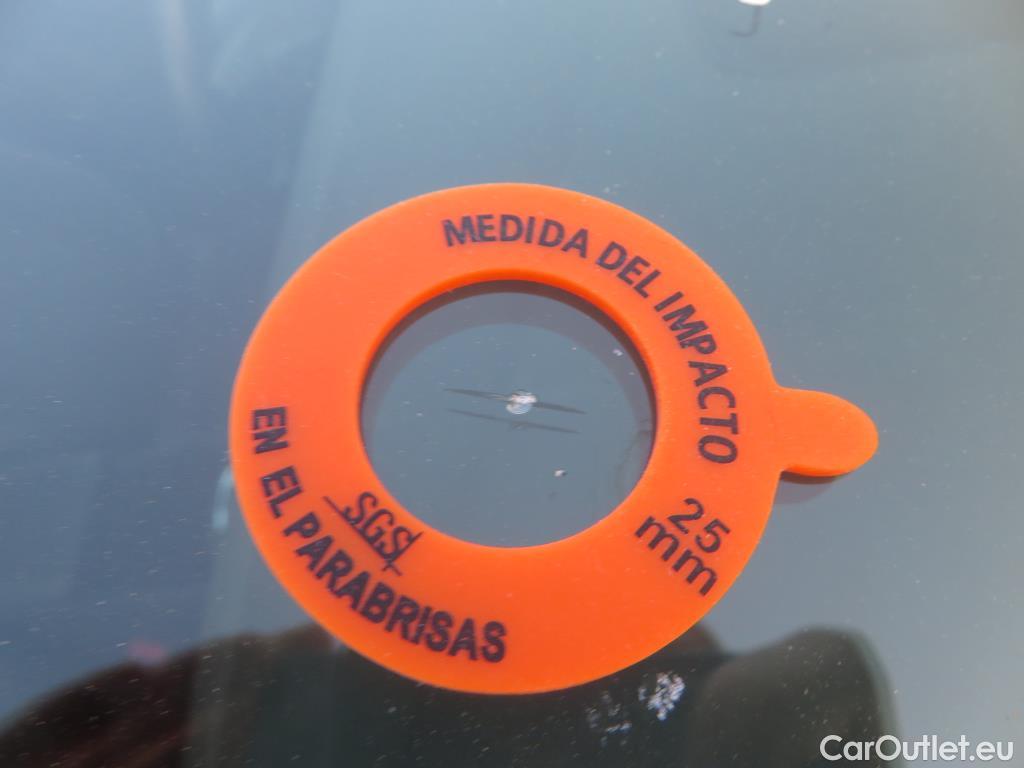 MEDIDA DEL IMPACTO
25
mm
EN EL PARABRISAS
SGS
CarOutlet.eu